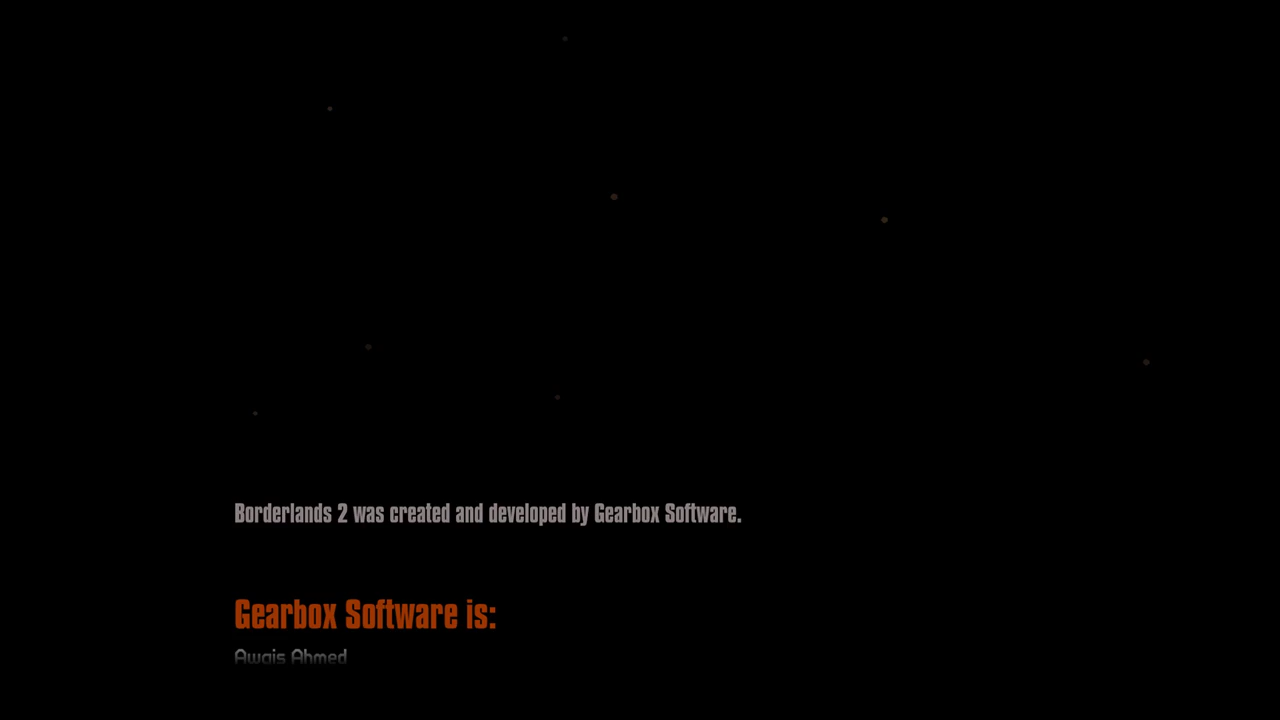 Borderlands 2 was created and developed by Gearbox Software.
Gearbox Software is:
Awais Ahmed